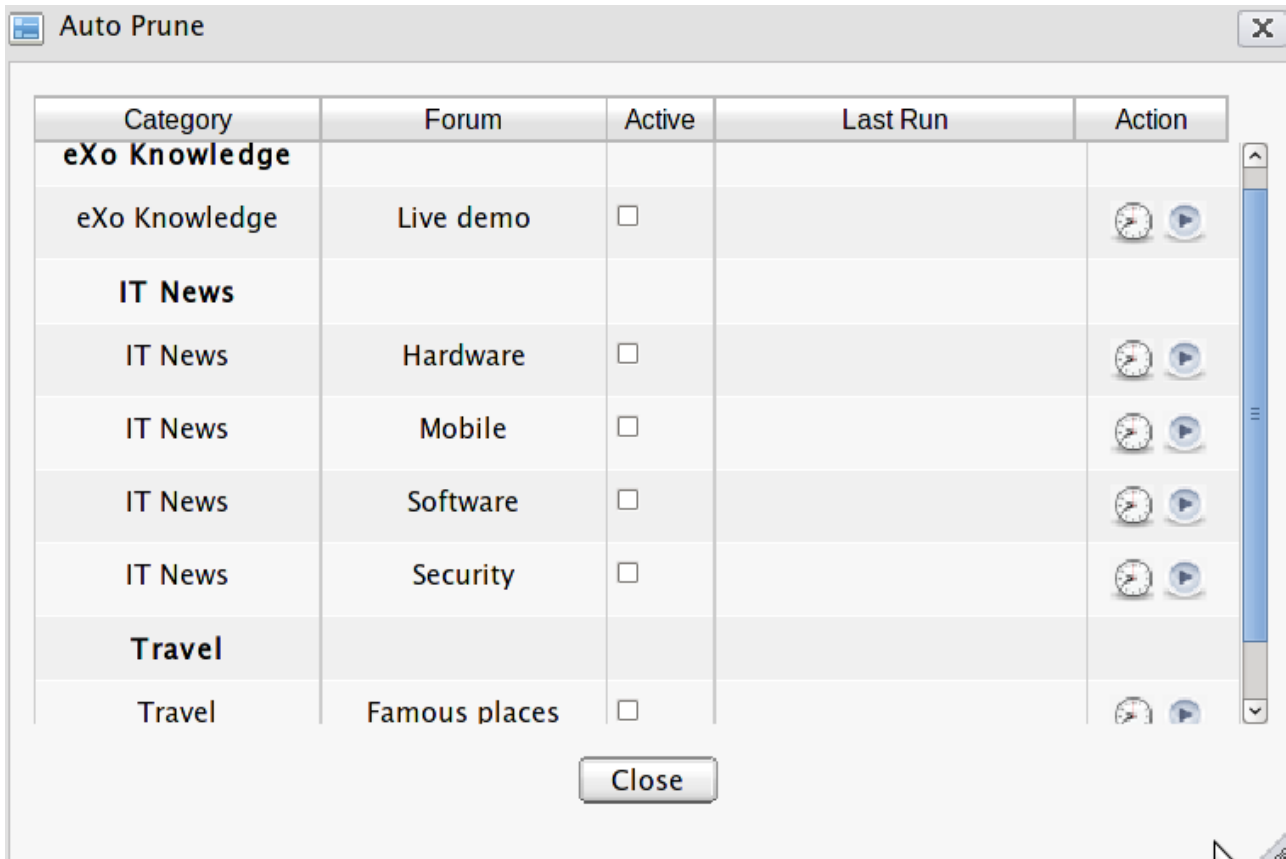 Auto Prune
Category Forum Active Last Run Action
eXo Knowledge
eXo Knowledge Live demo
IT News
IT News Hardware
IT News Mobile
IT News Software
IT News Security
Travel
Travel Famous places
Close